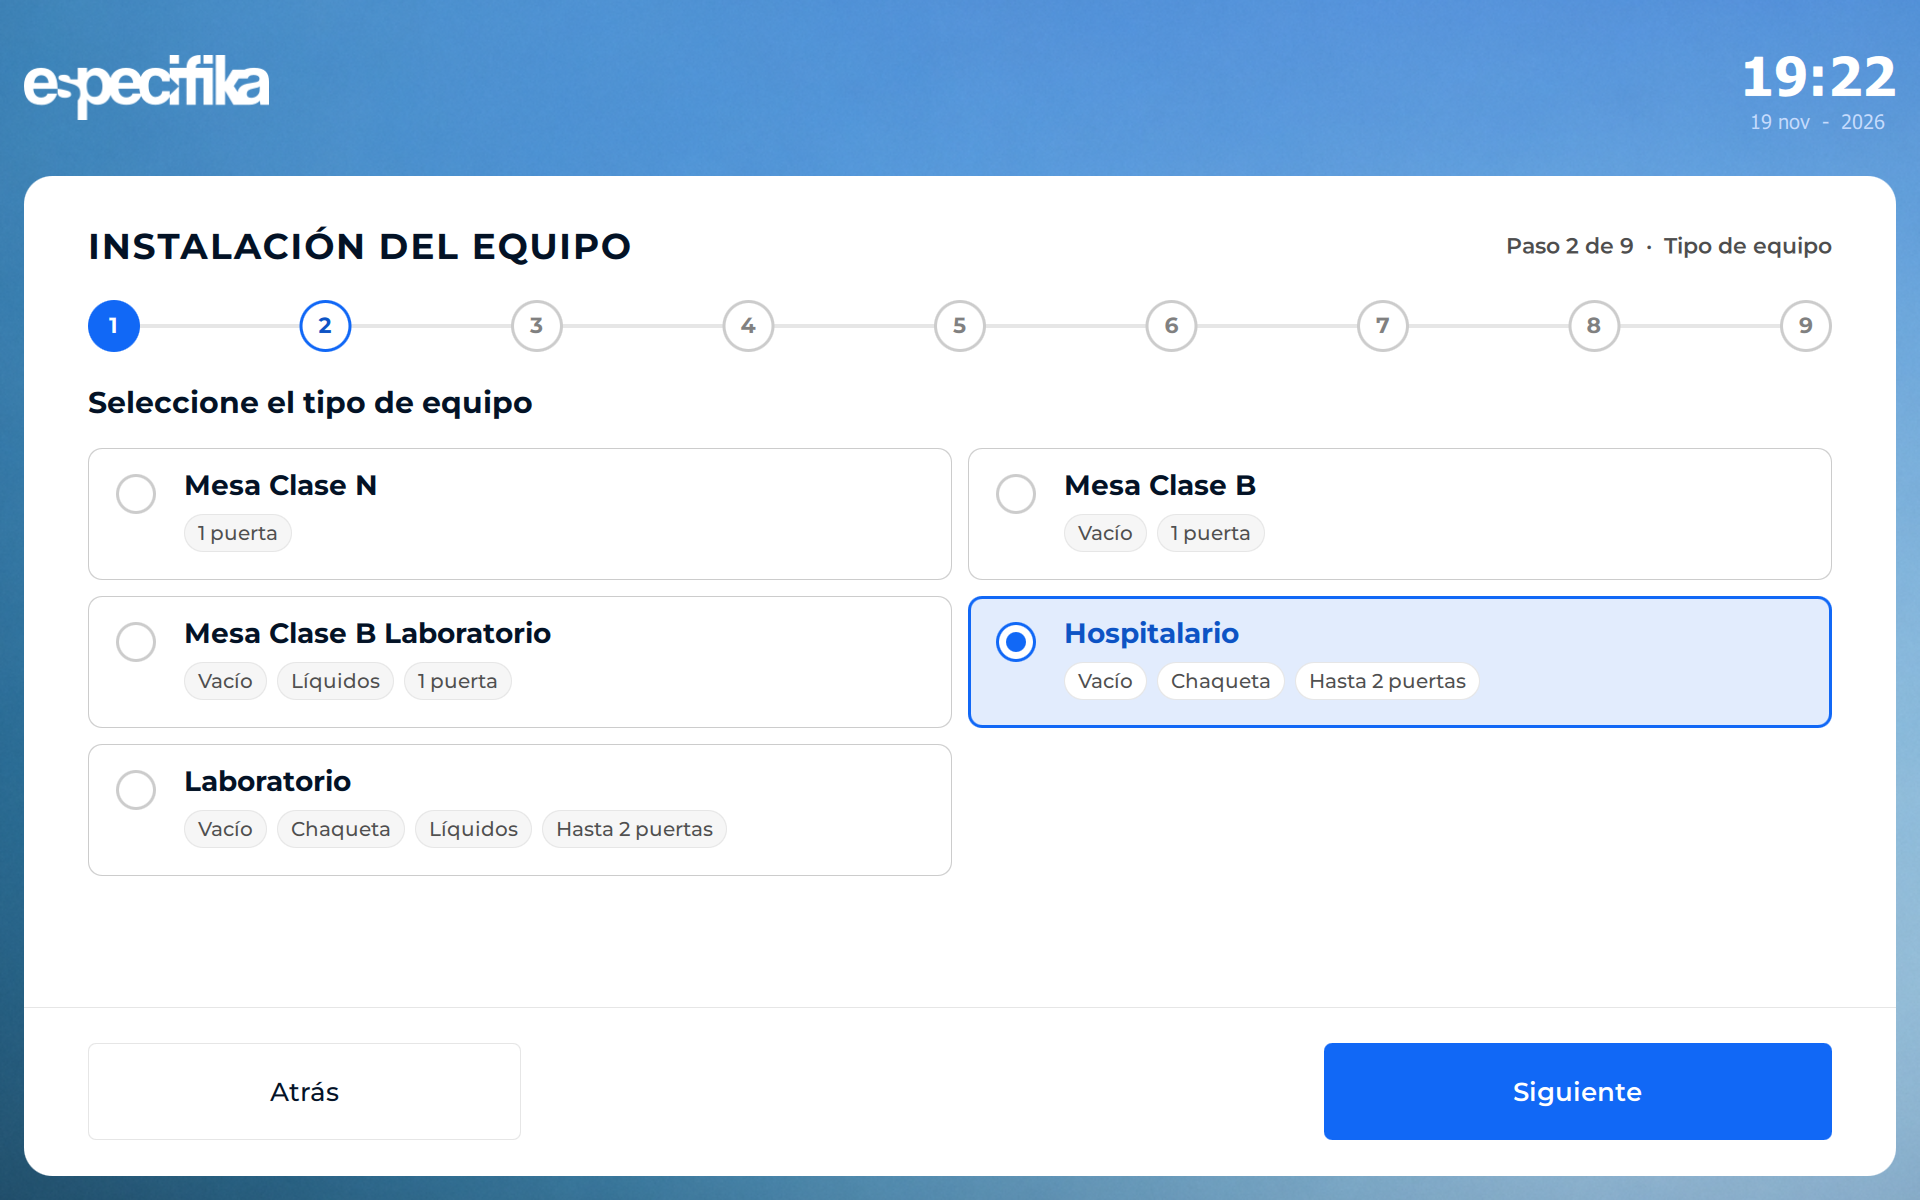 especifika
19:22
19 nov - 2026
INSTALACIÓN DEL EQUIPO
Paso 2 de 9 · Tipo de equipo
1 2 3 4 5 6 7 8 9
Seleccione el tipo de equipo
Mesa Clase N
1 puerta
Mesa Clase B
Vacío 1 puerta
Mesa Clase B Laboratorio
Vacío Líquidos 1 puerta
Hospitalario
Vacío Chaqueta Hasta 2 puertas
Laboratorio
Vacío Chaqueta Líquidos Hasta 2 puertas
Atrás
Siguiente